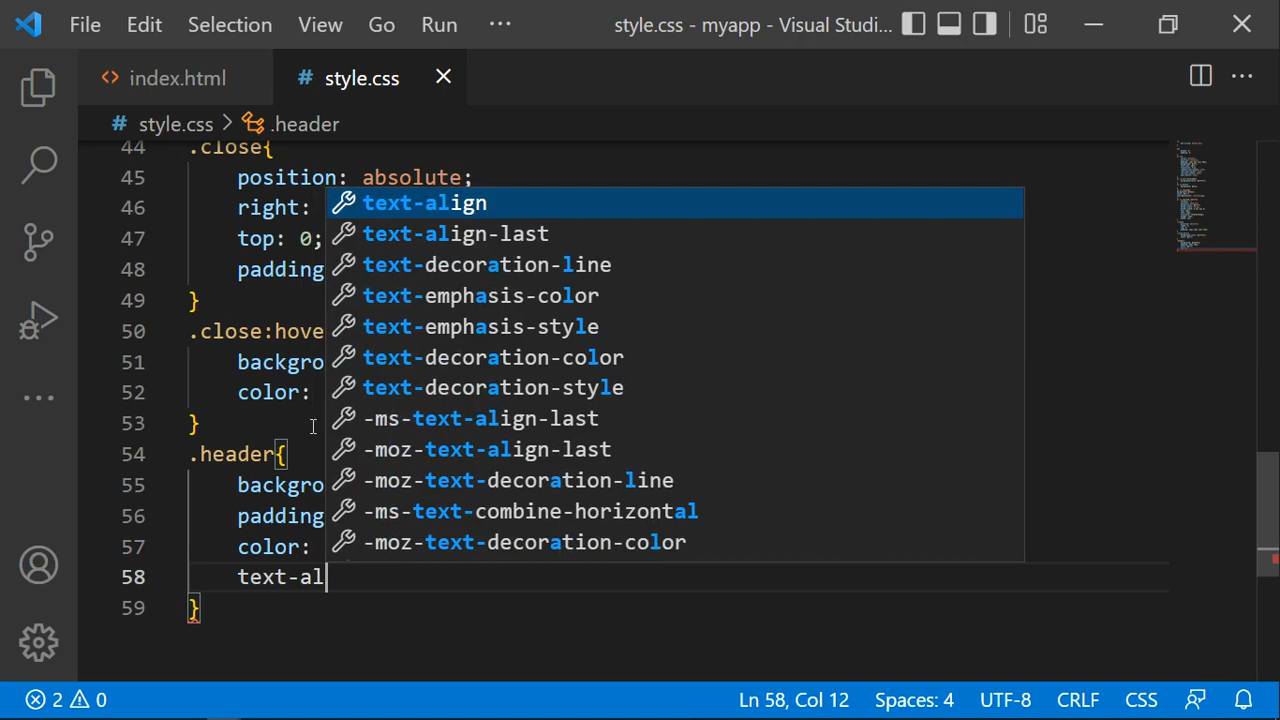 File Edit Selection View Go Run ··· style.css - myapp - Visual Studi...
index.html # style.css
# style.css > .header
44 .close{
45 position: absolute;
46 right:
47 top: 0;
48 padding
49 }
50 .close:hove
51 backgro
52 color:
53 }
54 .header{
55 backgro
56 padding
57 color:
58 text-al
59 }
text-align
text-align-last
text-decoration-line
text-emphasis-color
text-emphasis-style
text-decoration-color
text-decoration-style
-ms-text-align-last
-moz-text-align-last
-moz-text-decoration-line
-ms-text-combine-horizontal
-moz-text-decoration-color
2 0 Ln 58, Col 12 Spaces: 4 UTF-8 CRLF CSS